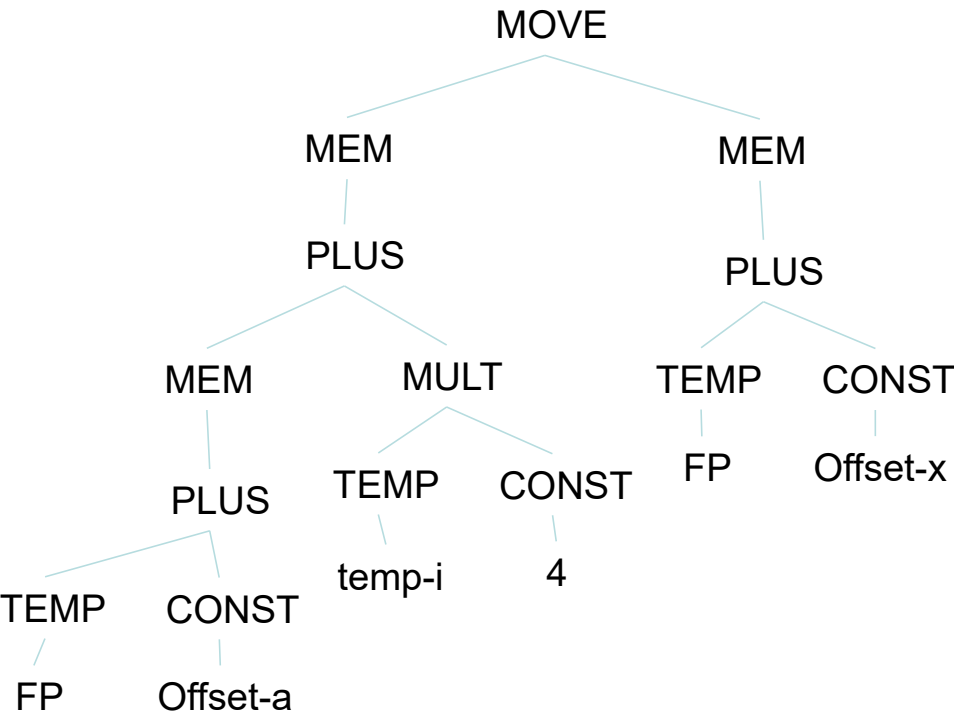 MOVE
MEM
MEM
PLUS
PLUS
MEM
MULT
TEMP
CONST
PLUS
TEMP
CONST
FP
Offset-x
TEMP
CONST
temp-i
4
FP
Offset-a